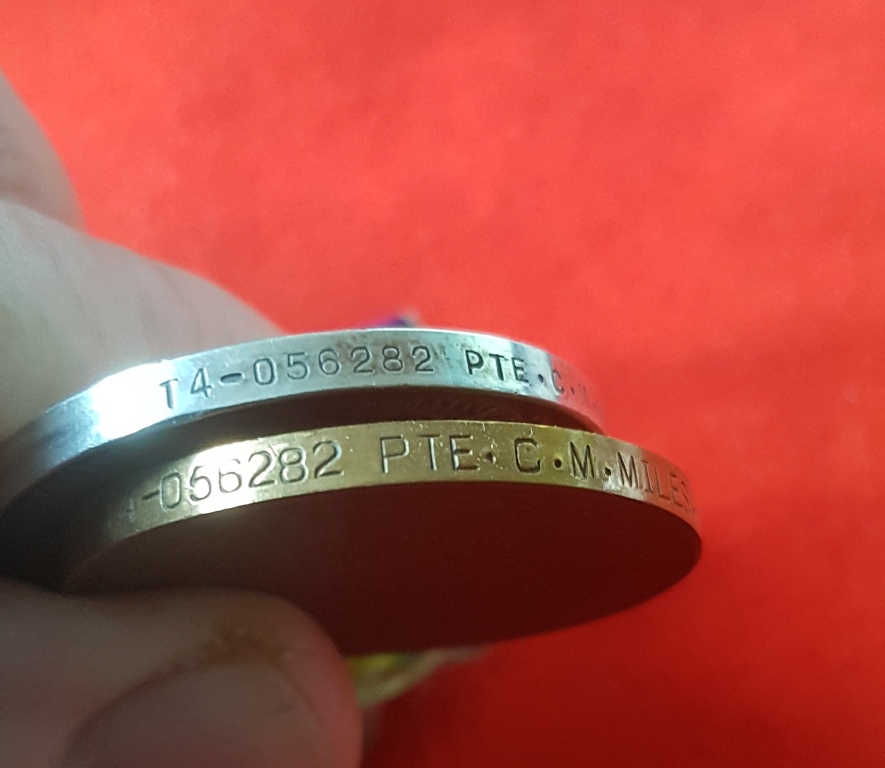 T4-056282 PTE. C.M.
4-056282 PTE. C.M. MILES.